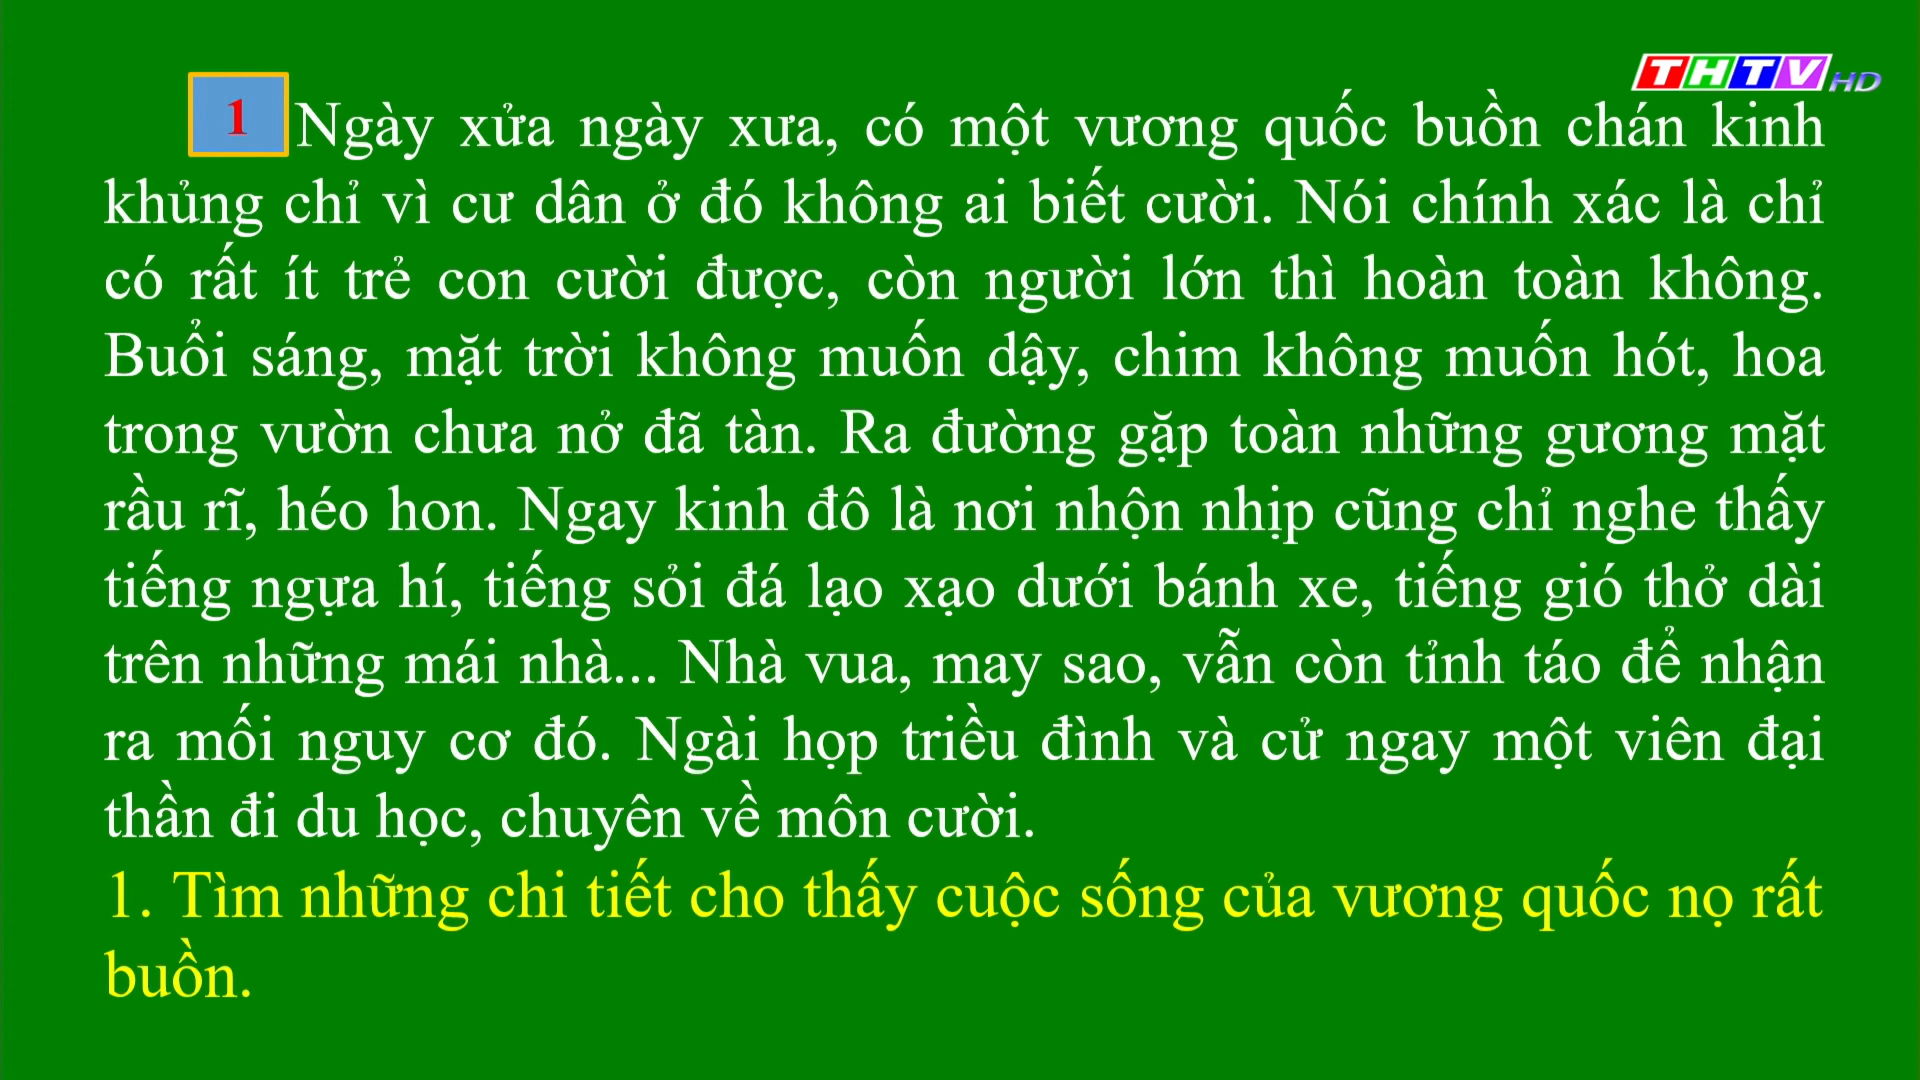 THTV HD
1 Ngày xửa ngày xưa, có một vương quốc buồn chán kinh
khủng chỉ vì cư dân ở đó không ai biết cười. Nói chính xác là chỉ
có rất ít trẻ con cười được, còn người lớn thì hoàn toàn không.
Buổi sáng, mặt trời không muốn dậy, chim không muốn hót, hoa
trong vườn chưa nở đã tàn. Ra đường gặp toàn những gương mặt
rầu rĩ, héo hon. Ngay kinh đô là nơi nhộn nhịp cũng chỉ nghe thấy
tiếng ngựa hí, tiếng sỏi đá lạo xạo dưới bánh xe, tiếng gió thở dài
trên những mái nhà... Nhà vua, may sao, vẫn còn tỉnh táo để nhận
ra mối nguy cơ đó. Ngài họp triều đình và cử ngay một viên đại
thần đi du học, chuyên về môn cười.
1. Tìm những chi tiết cho thấy cuộc sống của vương quốc nọ rất
buồn.